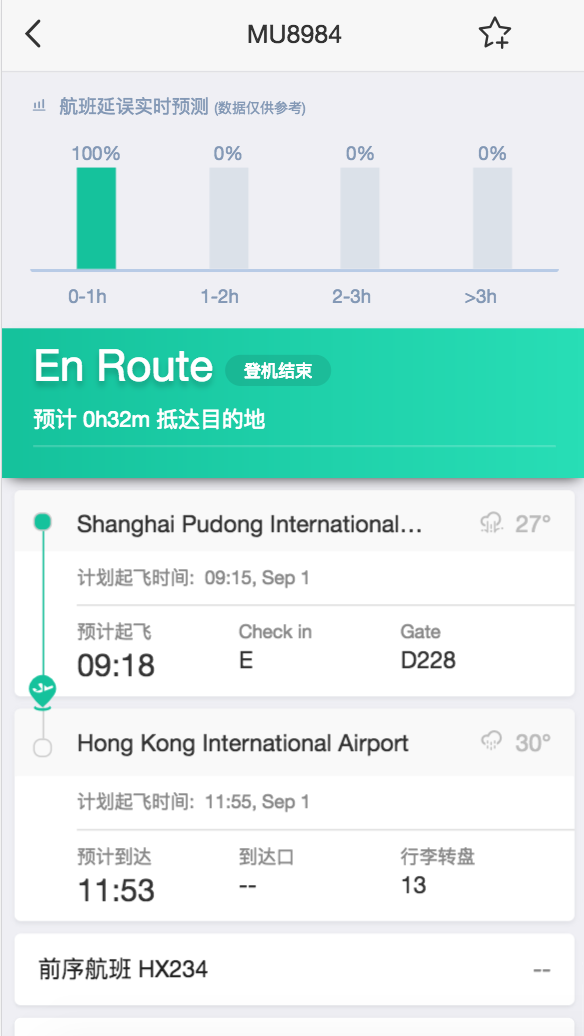 MU8984
航班延误实时预测 (数据仅供参考)
100% 0% 0% 0%
0-1h 1-2h 2-3h >3h
En Route 登机结束
预计 0h32m 抵达目的地
Shanghai Pudong International... 27°
计划起飞时间: 09:15, Sep 1
预计起飞 Check in Gate
09:18 E D228
Hong Kong International Airport 30°
计划起飞时间: 11:55, Sep 1
预计到达 到达口 行李转盘
11:53 -- 13
前序航班 HX234 --